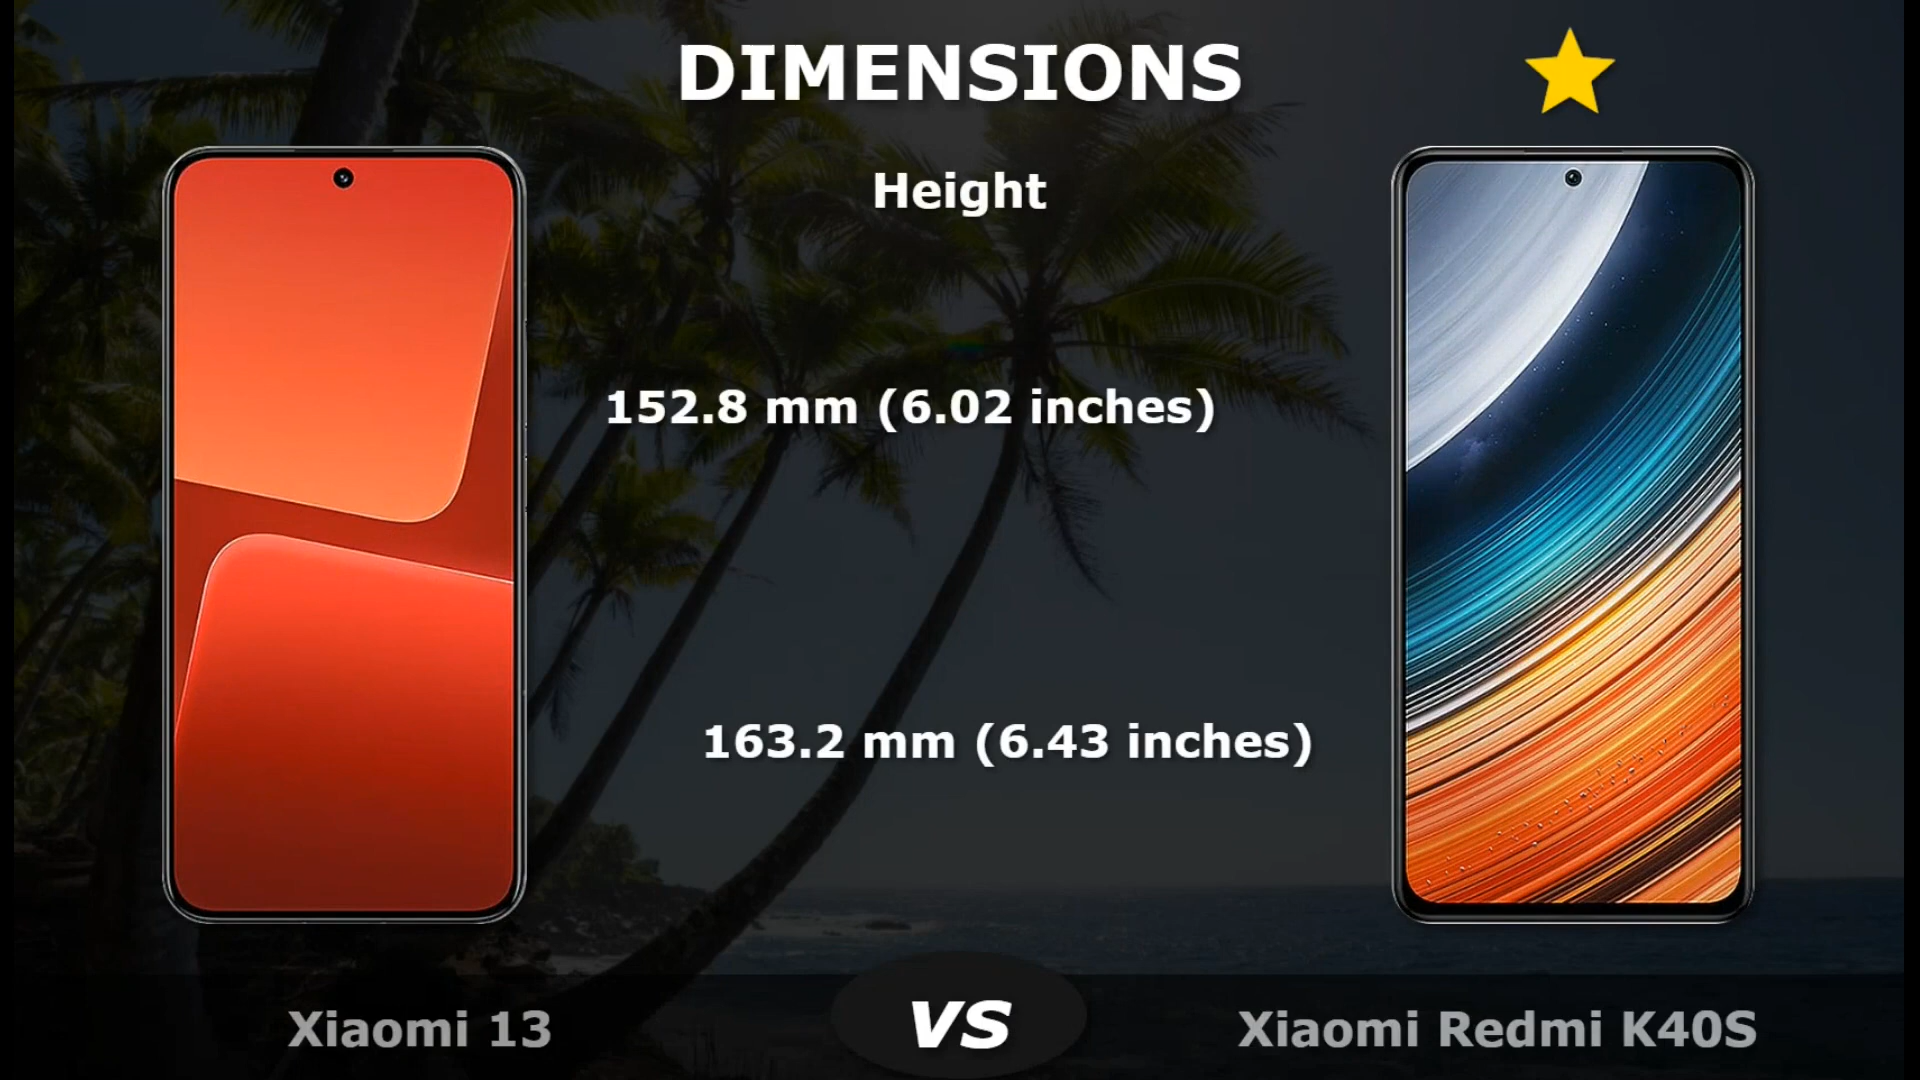 DIMENSIONS
Height
152.8 mm (6.02 inches)
163.2 mm (6.43 inches)
Xiaomi 13
VS
Xiaomi Redmi K40S